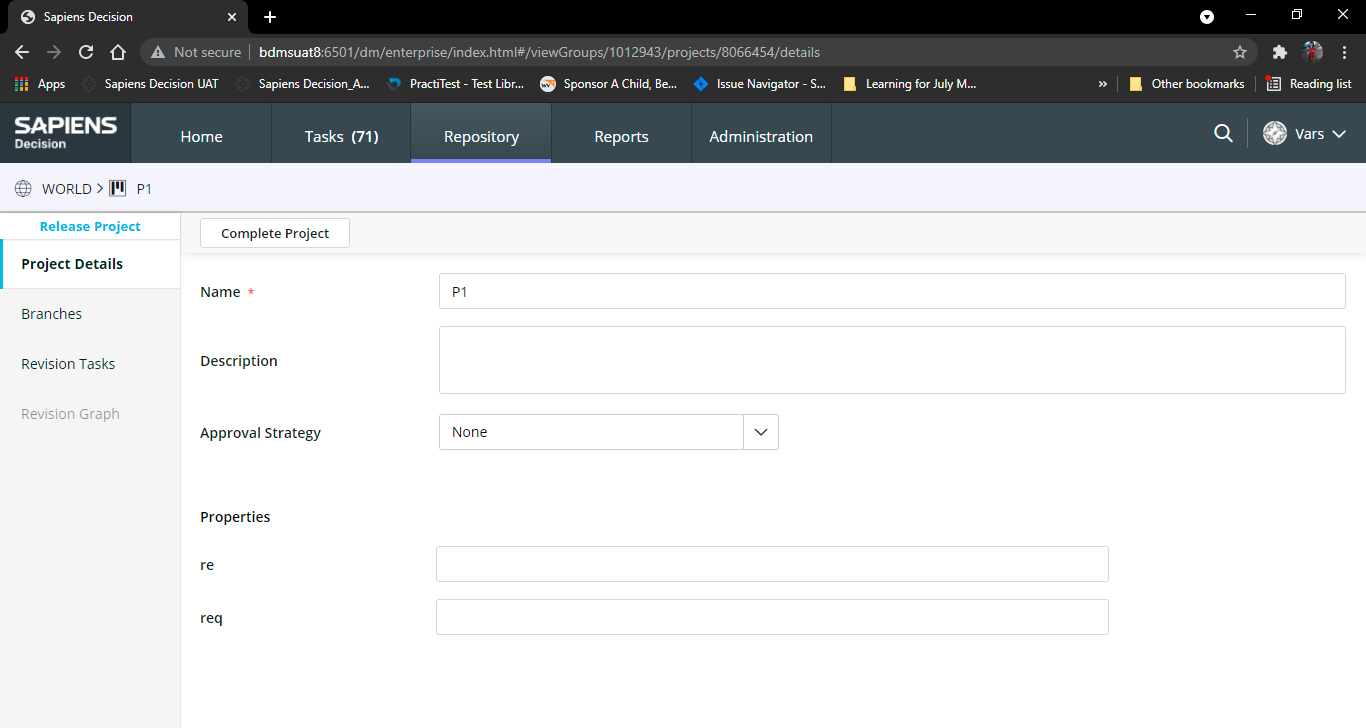 Sapiens Decision
Not secure bdmsuat8:6501/dm/enterprise/index.html#/viewGroups/1012943/projects/8066454/details
Apps Sapiens Decision UAT Sapiens Decision_A... PractiTest - Test Libr... Sponsor A Child, Be... Issue Navigator - S... Learning for July M... » Other bookmarks Reading list
SAPIENS
Decision
Home Tasks (71) Repository Reports Administration Vars
WORLD > P1
Release Project
Complete Project
Project Details
Branches
Revision Tasks
Revision Graph
Name * P1
Description
Approval Strategy None
Properties
re
req